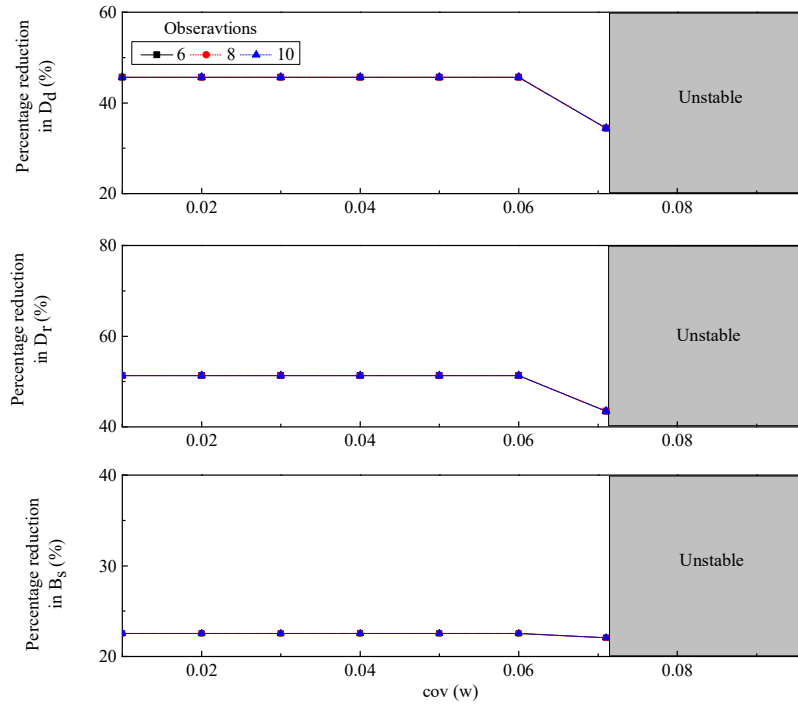 60
Obseravtions
6 8 10
Percentage reduction
in Dd (%)
40
Unstable
20
0.02 0.04 0.06 0.08
80
Percentage reduction
in Dr (%)
60
Unstable
40
0.02 0.04 0.06 0.08
40
Percentage reduction
in Bs (%)
30
Unstable
20
0.02 0.04 0.06 0.08
cov (w)